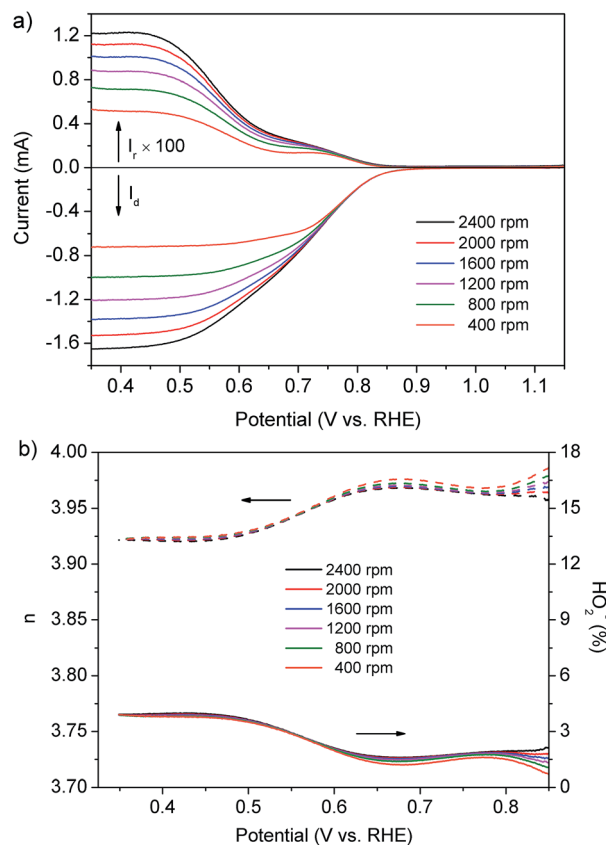 a)
1.2
0.8
0.4
0.0
-0.4
-0.8
-1.2
-1.6
Current (mA)
I_r × 100
I_d
2400 rpm
2000 rpm
1600 rpm
1200 rpm
800 rpm
400 rpm
0.4 0.5 0.6 0.7 0.8 0.9 1.0 1.1
Potential (V vs. RHE)
b)
4.00
3.95
3.90
3.85
3.80
3.75
3.70
n
18
15
12
9
6
3
0
HO₂⁻ (%)
2400 rpm
2000 rpm
1600 rpm
1200 rpm
800 rpm
400 rpm
0.4 0.5 0.6 0.7 0.8
Potential (V vs. RHE)